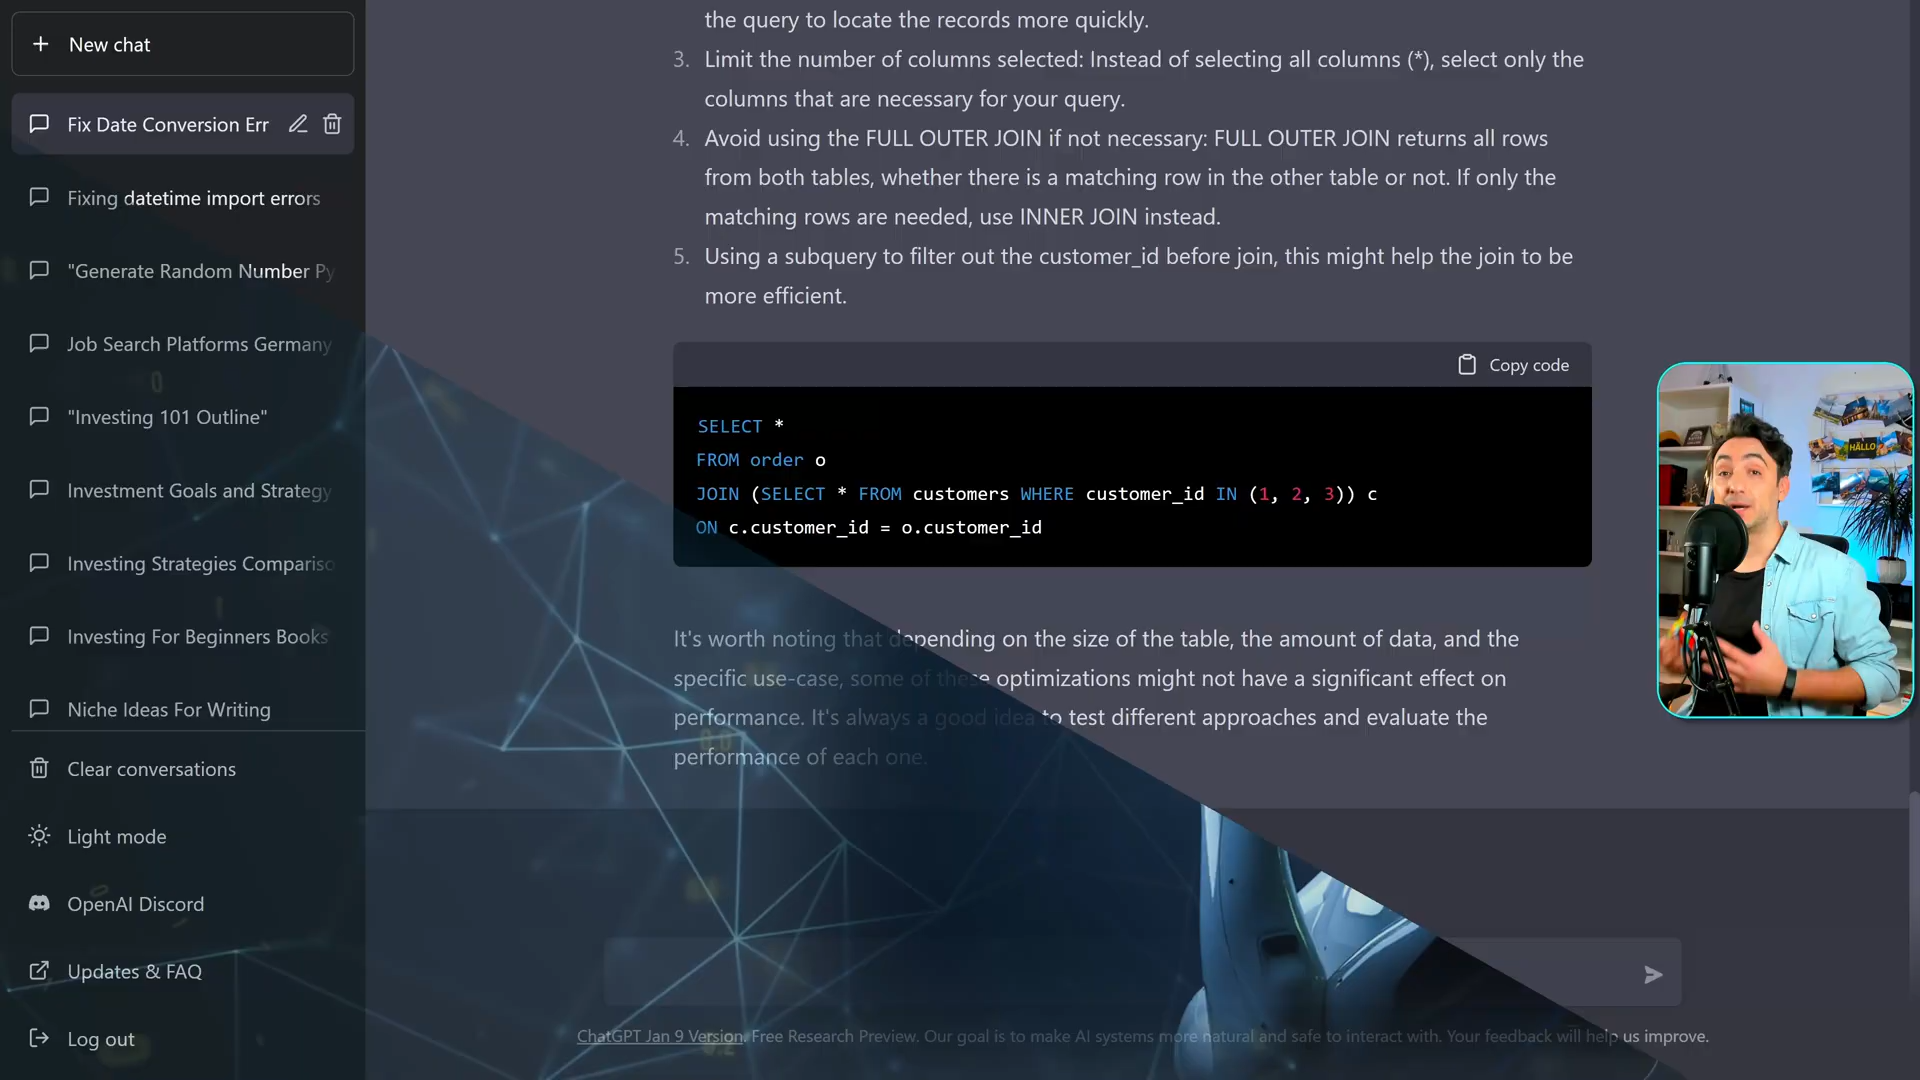 New chat
Fix Date Conversion Err
Fixing datetime import errors
"Generate Random Number Py
Job Search Platforms Germany
"Investing 101 Outline"
Investment Goals and Strategy
Investing Strategies Compariso
Investing For Beginners Books
Niche Ideas For Writing
Clear conversations
Light mode
OpenAI Discord
Updates & FAQ
Log out
the query to locate the records more quickly.
3. Limit the number of columns selected: Instead of selecting all columns (*), select only the
columns that are necessary for your query.
4. Avoid using the FULL OUTER JOIN if not necessary: FULL OUTER JOIN returns all rows
from both tables, whether there is a matching row in the other table or not. If only the
matching rows are needed, use INNER JOIN instead.
5. Using a subquery to filter out the customer_id before join, this might help the join to be
more efficient.
Copy code
SELECT *
FROM order o
JOIN (SELECT * FROM customers WHERE customer_id IN (1, 2, 3)) c
ON c.customer_id = o.customer_id
It's worth noting that depending on the size of the table, the amount of data, and the
specific use-case, some of these optimizations might not have a significant effect on
performance. It's always a good idea to test different approaches and evaluate the
performance of each one.
ChatGPT Jan 9 Version. Free Research Preview. Our goal is to make AI systems more natural and safe to interact with. Your feedback will help us improve.
HALLO